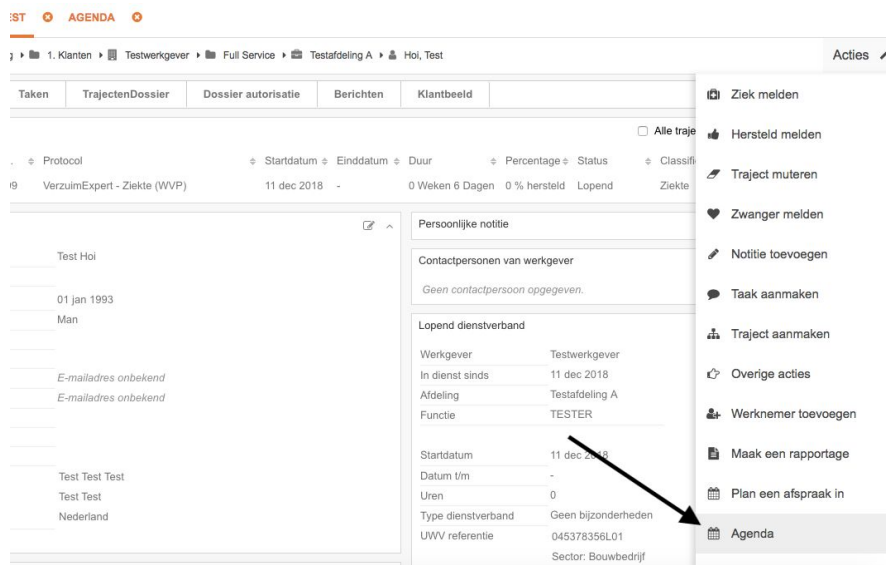 EST AGENDA
1. Klanten Testwerkgever Full Service Testafdeling A Hoi, Test Acties
Taken TrajectenDossier Dossier autorisatie Berichten Klantbeeld
Alle traje
Protocol Startdatum Einddatum Duur Percentage Status Classifi
VerzuimExpert - Ziekte (WVP) 11 dec 2018 - 0 Weken 6 Dagen 0 % hersteld Lopend Ziekte
Test Hoi
01 jan 1993
Man
E-mailadres onbekend
E-mailadres onbekend
Test Test Test
Test Test
Nederland
Persoonlijke notitie
Contactpersonen van werkgever
Geen contactpersoon opgegeven.
Lopend dienstverband
Werkgever Testwerkgever
In dienst sinds 11 dec 2018
Afdeling Testafdeling A
Functie TESTER
Startdatum 11 dec 2018
Datum t/m -
Uren 0
Type dienstverband Geen bijzonderheden
UWV referentie 045378356L01
Sector: Bouwbedrijf
Ziek melden
Hersteld melden
Traject muteren
Zwanger melden
Notitie toevoegen
Taak aanmaken
Traject aanmaken
Overige acties
Werknemer toevoegen
Maak een rapportage
Plan een afspraak in
Agenda